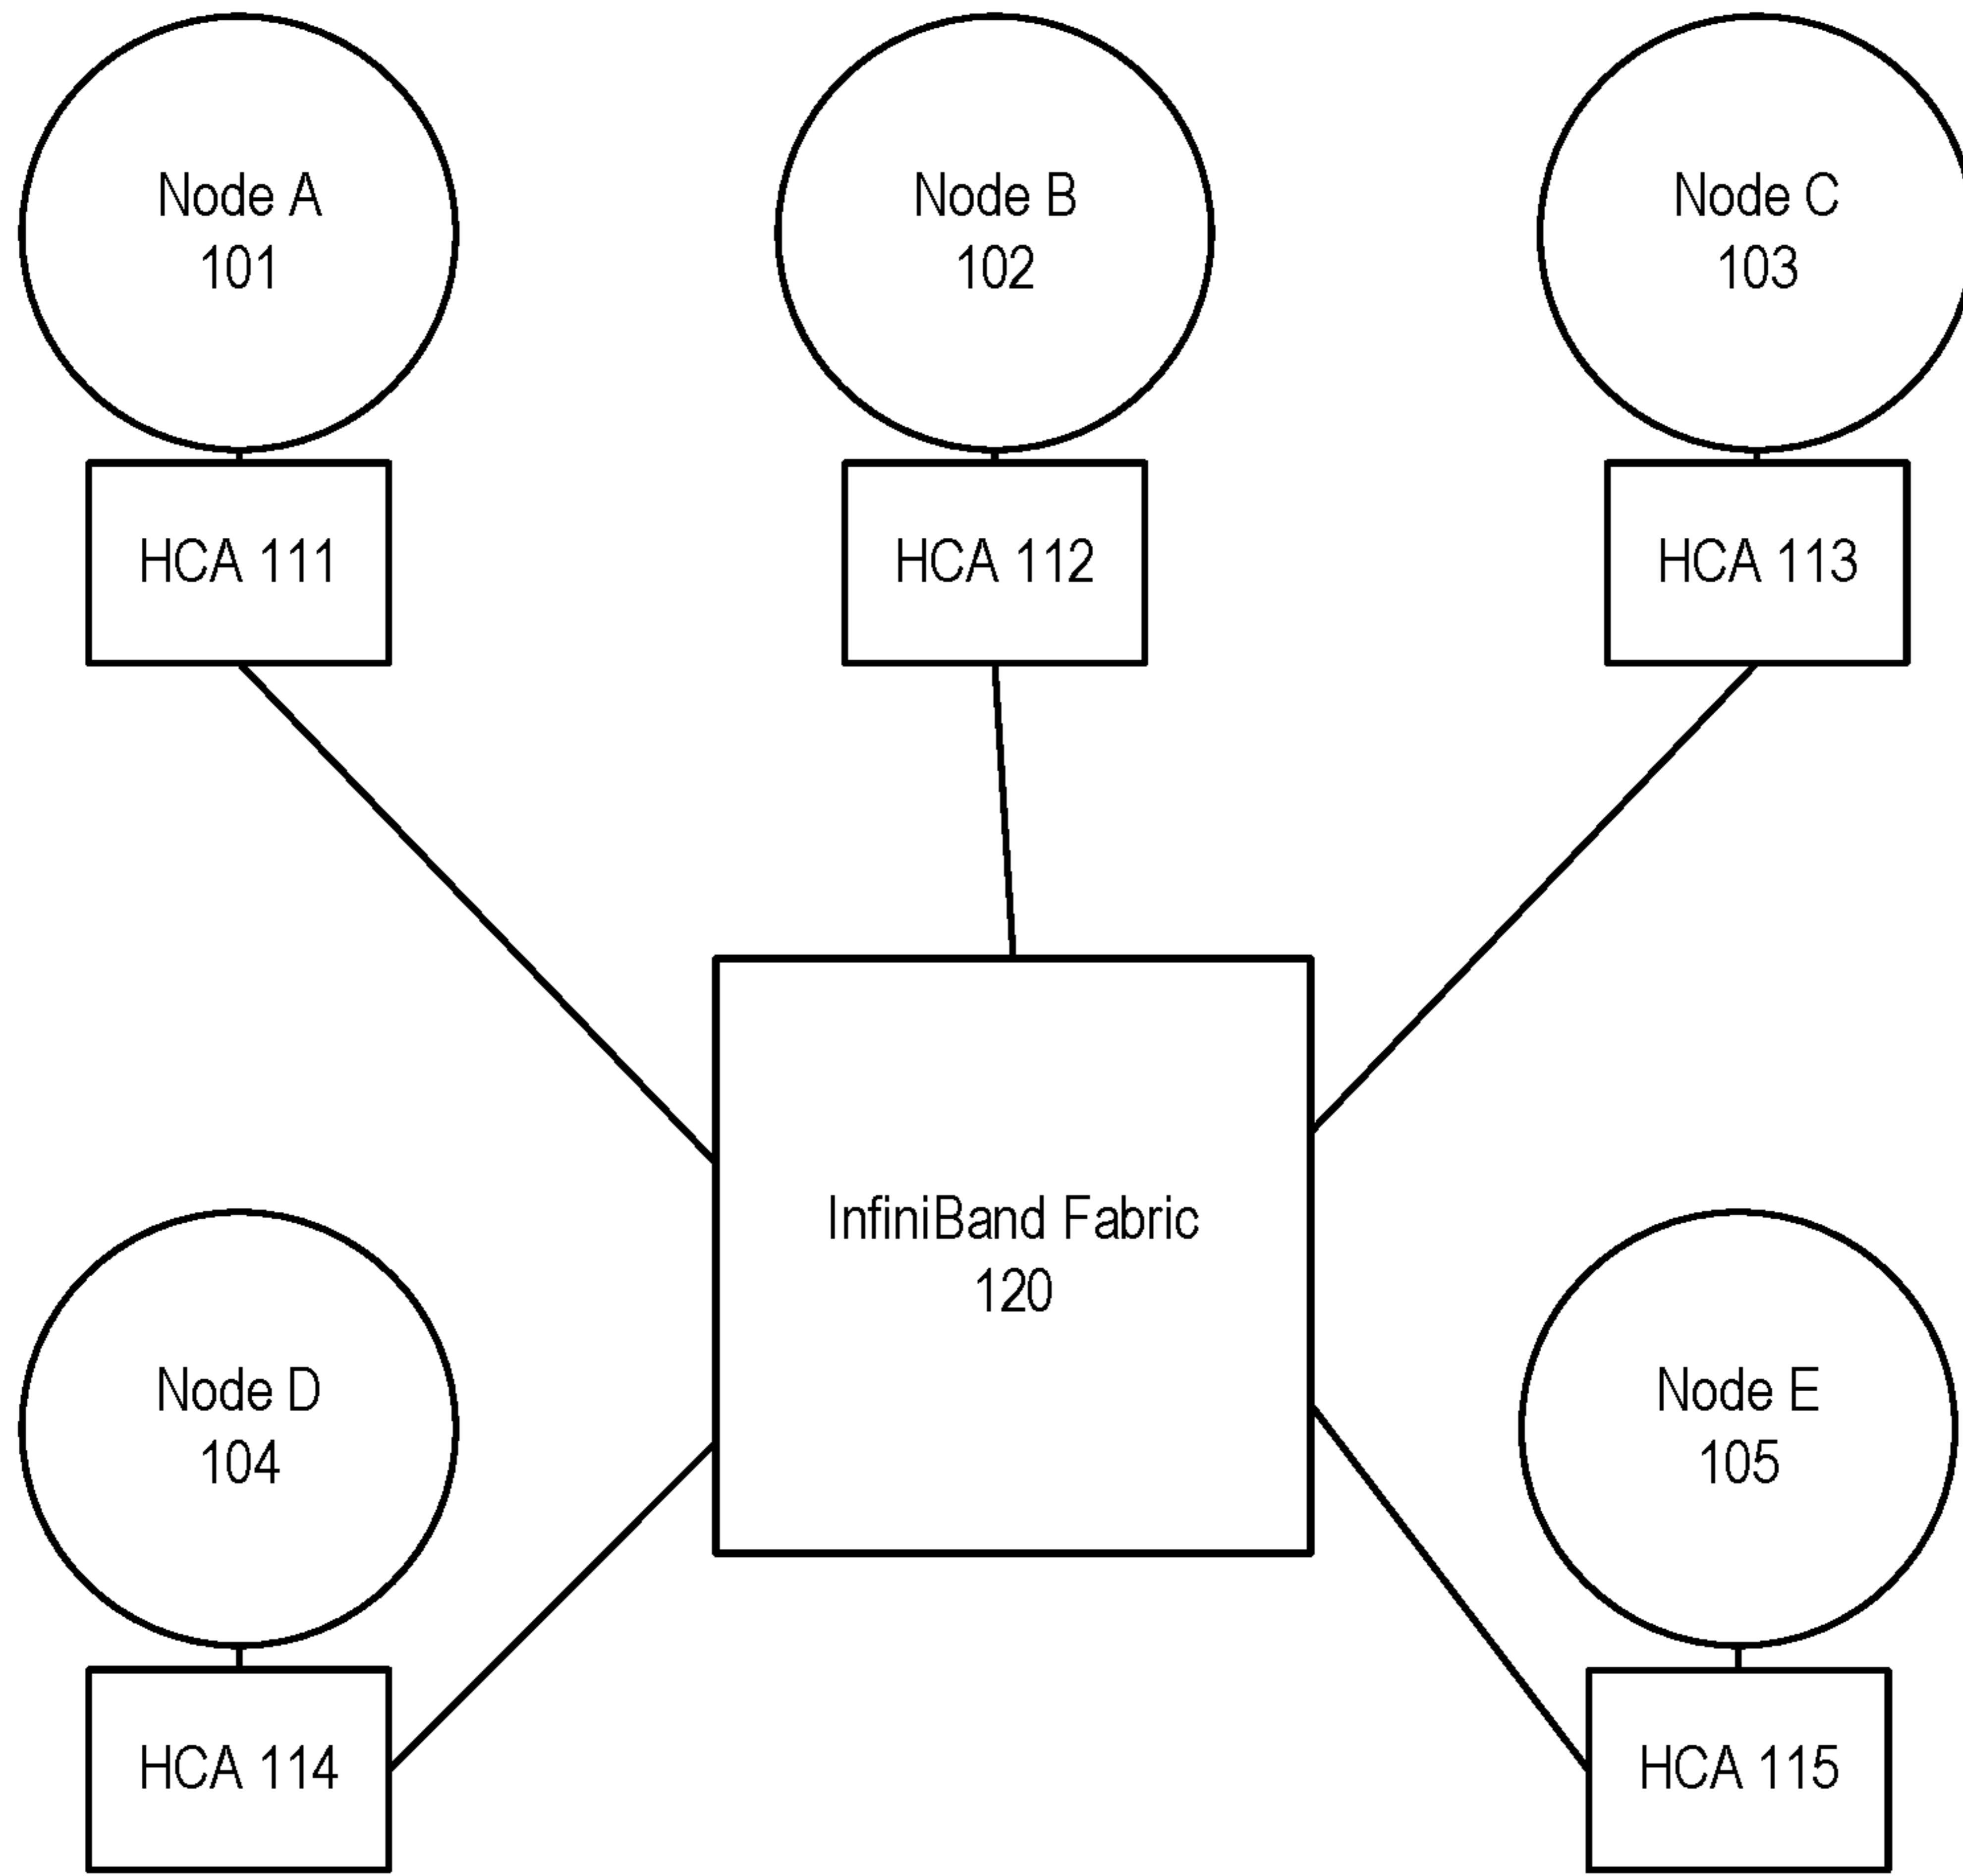 Node A
101
Node B
102
Node C
103
HCA 111
HCA 112
HCA 113
InfiniBand Fabric
120
Node D
104
Node E
105
HCA 114
HCA 115